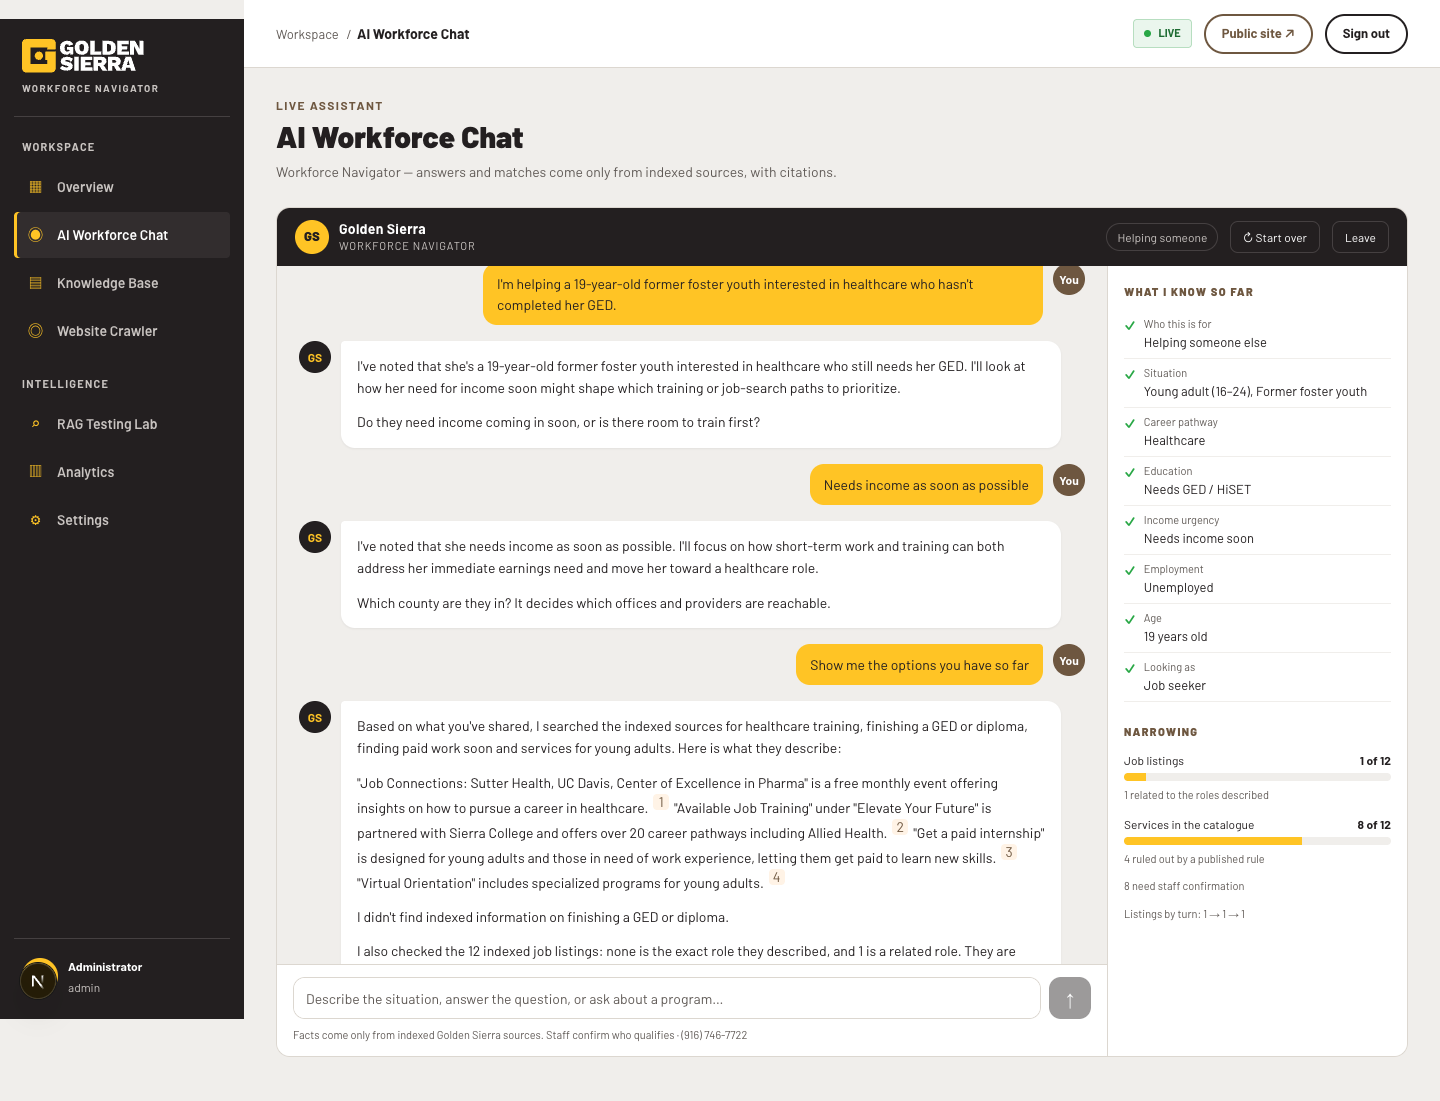 GOLDEN
SIERRA
WORKFORCE NAVIGATOR
WORKSPACE
Overview
AI Workforce Chat
Knowledge Base
Website Crawler
INTELLIGENCE
RAG Testing Lab
Analytics
Settings
N
Administrator
admin
Workspace / AI Workforce Chat
LIVE
Public site ↗
Sign out
LIVE ASSISTANT
AI Workforce Chat
Workforce Navigator — answers and matches come only from indexed sources, with citations.
GS
Golden Sierra
WORKFORCE NAVIGATOR
Helping someone
↻ Start over
Leave
I'm helping a 19-year-old former foster youth interested in healthcare who hasn't
completed her GED.
You
GS
I've noted that she's a 19-year-old former foster youth interested in healthcare who still needs her GED. I'll look at
how her need for income soon might shape which training or job-search paths to prioritize.
Do they need income coming in soon, or is there room to train first?
Needs income as soon as possible
You
GS
I've noted that she needs income as soon as possible. I'll focus on how short-term work and training can both
address her immediate earnings need and move her toward a healthcare role.
Which county are they in? It decides which offices and providers are reachable.
Show me the options you have so far
You
GS
Based on what you've shared, I searched the indexed sources for healthcare training, finishing a GED or diploma,
finding paid work soon and services for young adults. Here is what they describe:
"Job Connections: Sutter Health, UC Davis, Center of Excellence in Pharma" is a free monthly event offering
insights on how to pursue a career in healthcare. 1 "Available Job Training" under "Elevate Your Future" is
partnered with Sierra College and offers over 20 career pathways including Allied Health. 2 "Get a paid internship"
is designed for young adults and those in need of work experience, letting them get paid to learn new skills. 3
"Virtual Orientation" includes specialized programs for young adults. 4
I didn't find indexed information on finishing a GED or diploma.
I also checked the 12 indexed job listings: none is the exact role they described, and 1 is a related role. They are
Describe the situation, answer the question, or ask about a program...
↑
Facts come only from indexed Golden Sierra sources. Staff confirm who qualifies · (916) 746-7722
WHAT I KNOW SO FAR
Who this is for
Helping someone else
Situation
Young adult (16–24), Former foster youth
Career pathway
Healthcare
Education
Needs GED / HiSET
Income urgency
Needs income soon
Employment
Unemployed
Age
19 years old
Looking as
Job seeker
NARROWING
Job listings 1 of 12
1 related to the roles described
Services in the catalogue 8 of 12
4 ruled out by a published rule
8 need staff confirmation
Listings by turn: 1 → 1 → 1